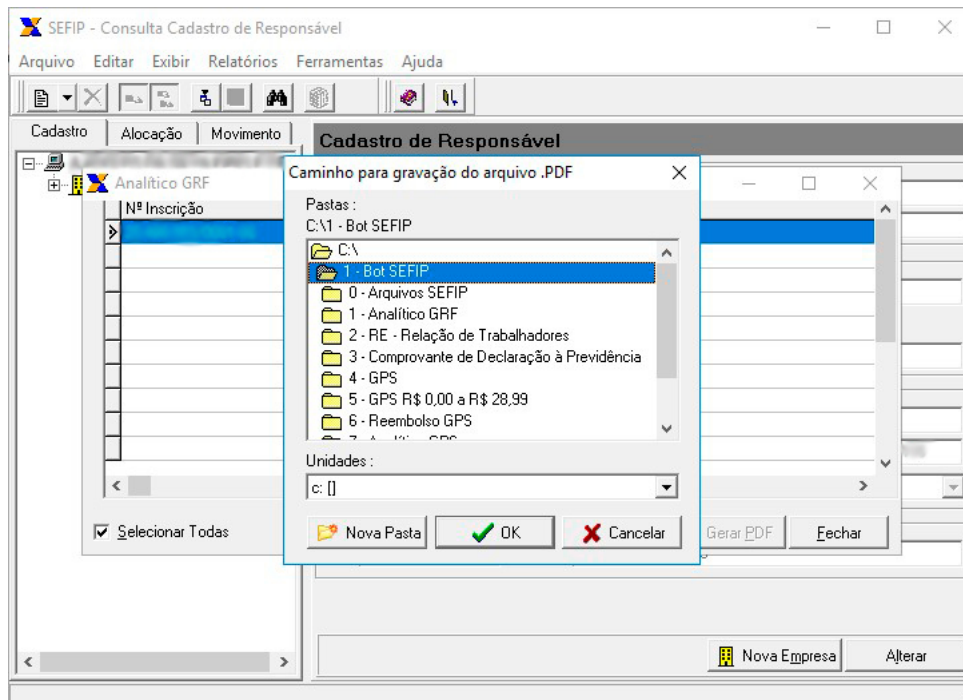 SEFIP - Consulta Cadastro de Responsável
Arquivo Editar Exibir Relatórios Ferramentas Ajuda
Cadastro Alocação Movimento
Cadastro de Responsável
Analítico GRF
Nº Inscrição
Caminho para gravação do arquivo .PDF
Pastas :
C:\1 - Bot SEFIP
C:\
1 - Bot SEFIP
0 - Arquivos SEFIP
1 - Analítico GRF
2 - RE - Relação de Trabalhadores
3 - Comprovante de Declaração à Previdência
4 - GPS
5 - GPS R$ 0,00 a R$ 28,99
6 - Reembolso GPS
Unidades :
c: []
Nova Pasta OK Cancelar
Selecionar Todas
Gerar PDF Fechar
Nova Empresa Alterar